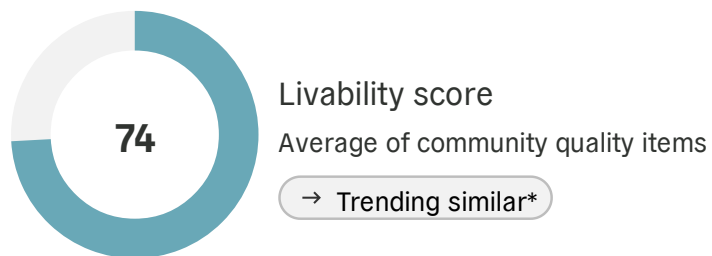 74
Livability score
Average of community quality items
→ Trending similar*